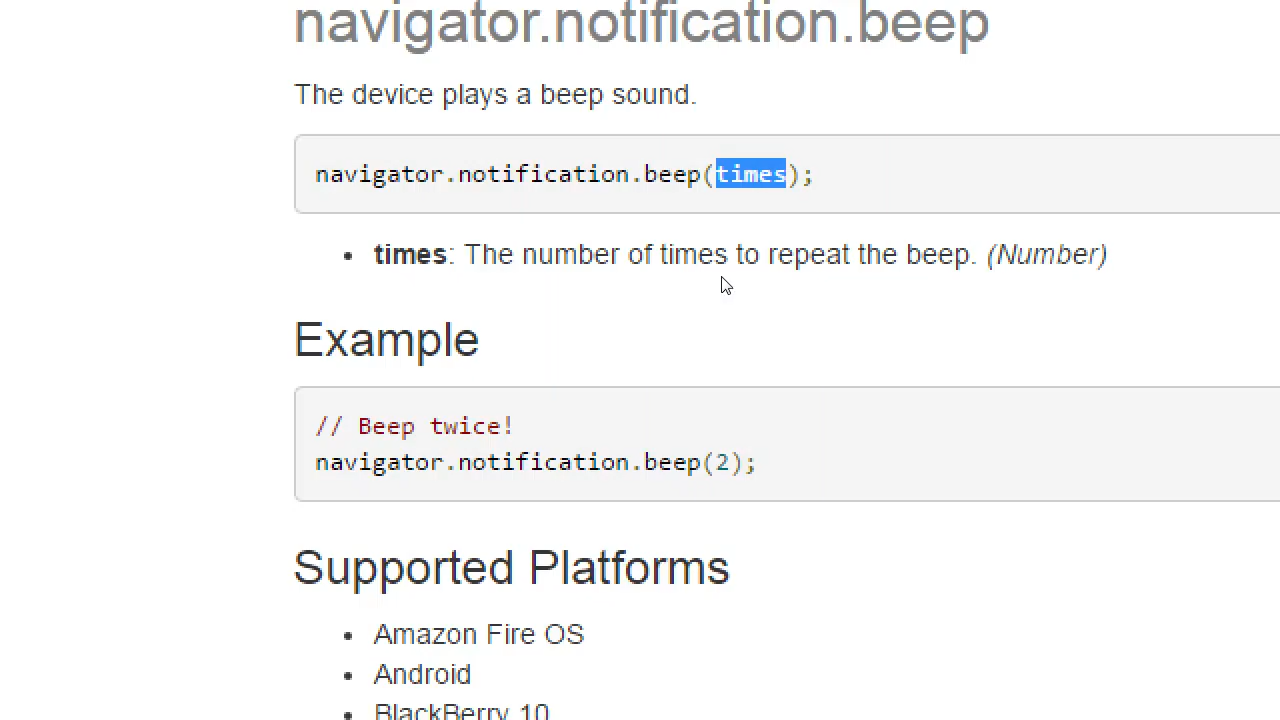 navigator.notification.beep
The device plays a beep sound.
navigator.notification.beep(times);
• times: The number of times to repeat the beep. (Number)
Example
// Beep twice!
navigator.notification.beep(2);
Supported Platforms
• Amazon Fire OS
• Android
• BlackBerry 10